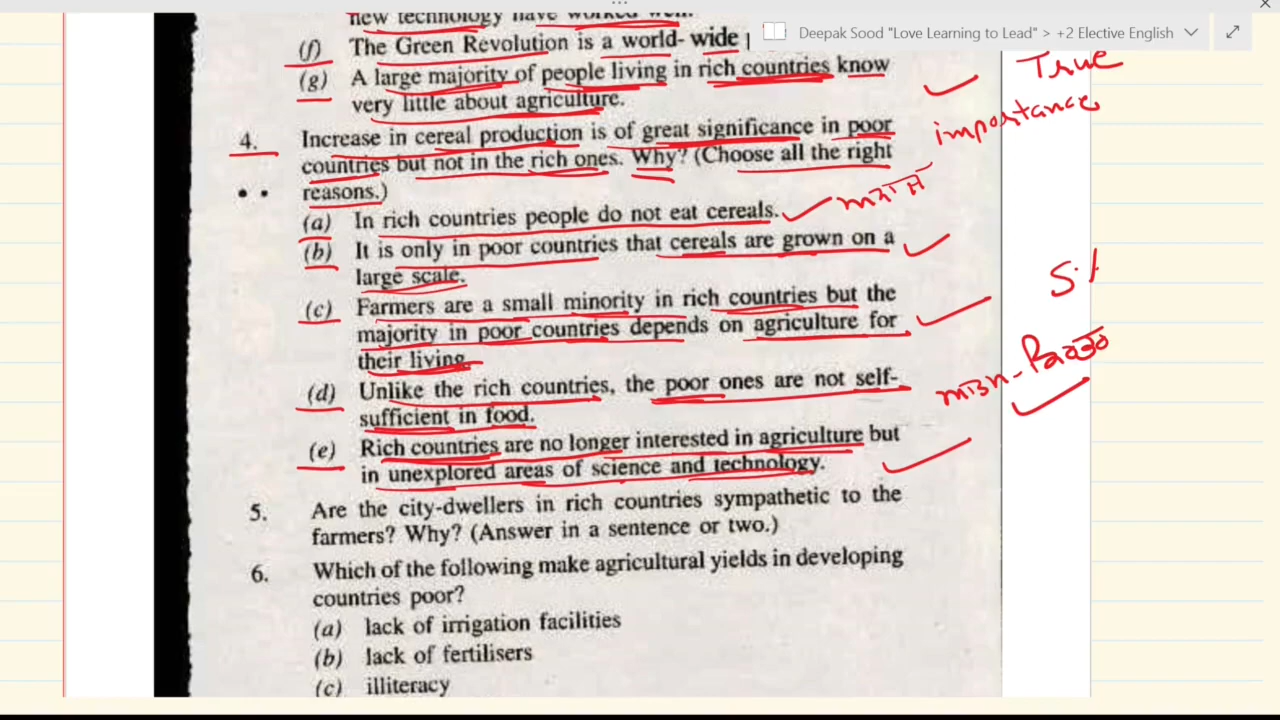 new technology have worked well.
(f) The Green Revolution is a world- wide
Deepak Sood "Love Learning to Lead" > +2 Elective English
(g) A large majority of people living in rich countries know
very little about agriculture.
True
4. Increase in cereal production is of great significance in poor
importance
countries but not in the rich ones. Why? (Choose all the right
reasons.)
(a) In rich countries people do not eat cereals.
(b) It is only in poor countries that cereals are grown on a
large scale.
(c) Farmers are a small minority in rich countries but the
5%
majority in poor countries depends on agriculture for
their living.
(d) Unlike the rich countries, the poor ones are not self-
sufficient in food.
(e) Rich countries are no longer interested in agriculture but
in unexplored areas of science and technology.
5. Are the city-dwellers in rich countries sympathetic to the
farmers? Why? (Answer in a sentence or two.)
6. Which of the following make agricultural yields in developing
countries poor?
(a) lack of irrigation facilities
(b) lack of fertilisers
(c) illiteracy